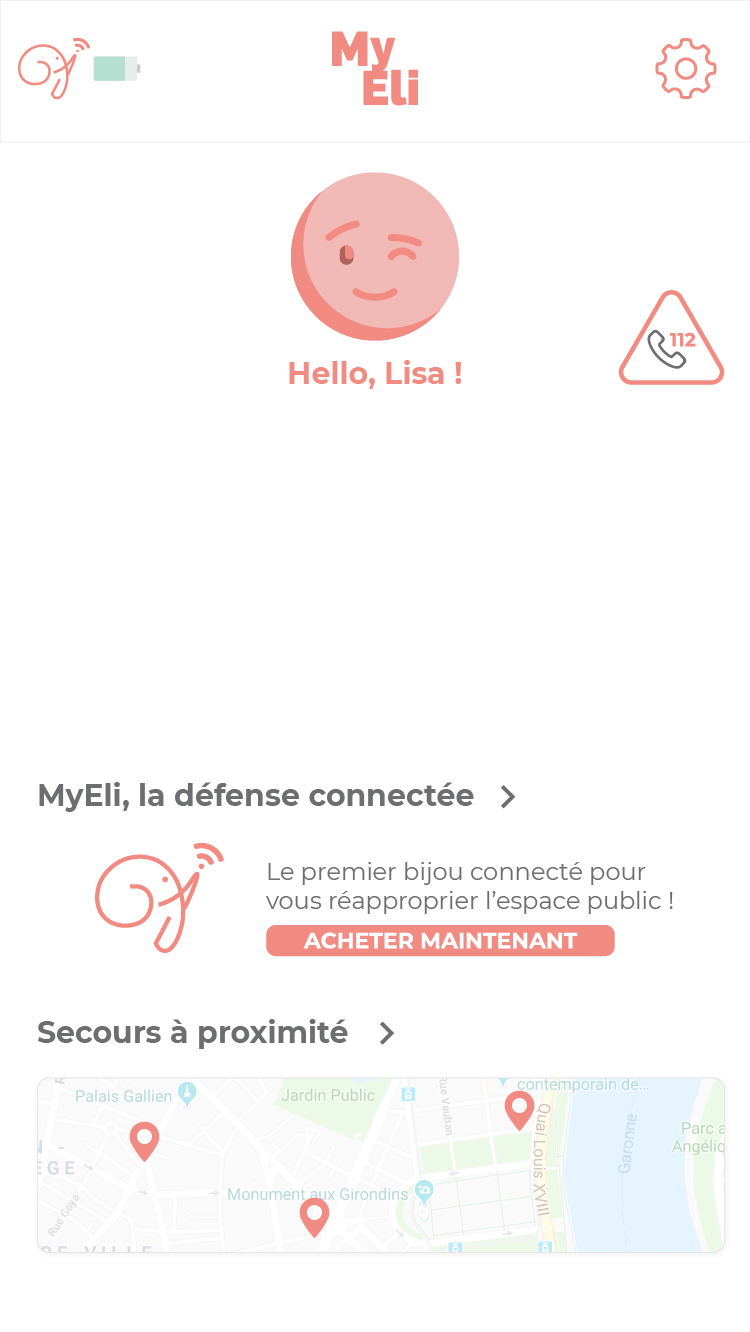 My
Eli
Hello, Lisa !
112
MyEli, la défense connectée
Le premier bijou connecté pour
vous réapproprier l'espace public !
ACHETER MAINTENANT
Secours à proximité
contemporain de...
Palais Gallien
Jardin Public
Rue Vauban
Quai Louis XVIII
Garonne
Parc a
Angéliq
N -
EGE
Monument aux Girondins
Rue Goya
RE VILLE